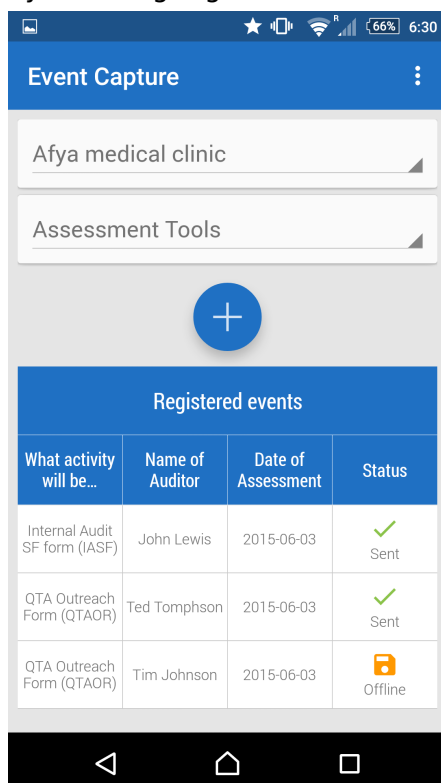 R
66%
6:30
Event Capture
Afya medical clinic
Assessment Tools
Registered events
What activity
will be...
Name of
Auditor
Date of
Assessment
Status
Internal Audit
SF form (IASF)
John Lewis
2015-06-03
Sent
QTA Outreach
Form (QTAOR)
Ted Tomphson
2015-06-03
Sent
QTA Outreach
Form (QTAOR)
Tim Johnson
2015-06-03
Offline